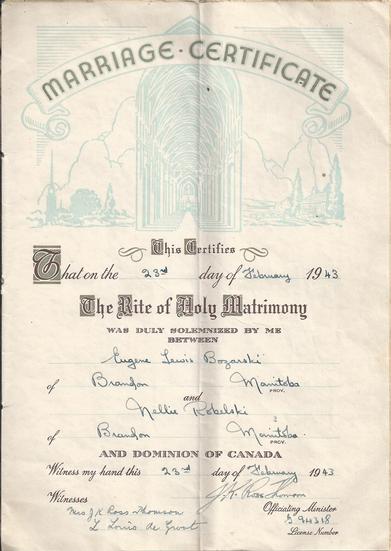 MARRIAGE · CERTIFICATE
This Certifies
That on the 23rd day of February 1943
The Rite of Holy Matrimony
WAS DULY SOLEMNIZED BY ME
BETWEEN
Eugene Lewis Bozarski
of Brandon Manitoba
PROV.
and
Nellie Robelski
of Brandon Manitoba
PROV.
AND DOMINION OF CANADA
Witness my hand this 23rd day of February 1943
Witnesses J.K. Ross Thomson
Mrs J K Ross Thomson Officiating Minister
L Louis de Groot
License Number